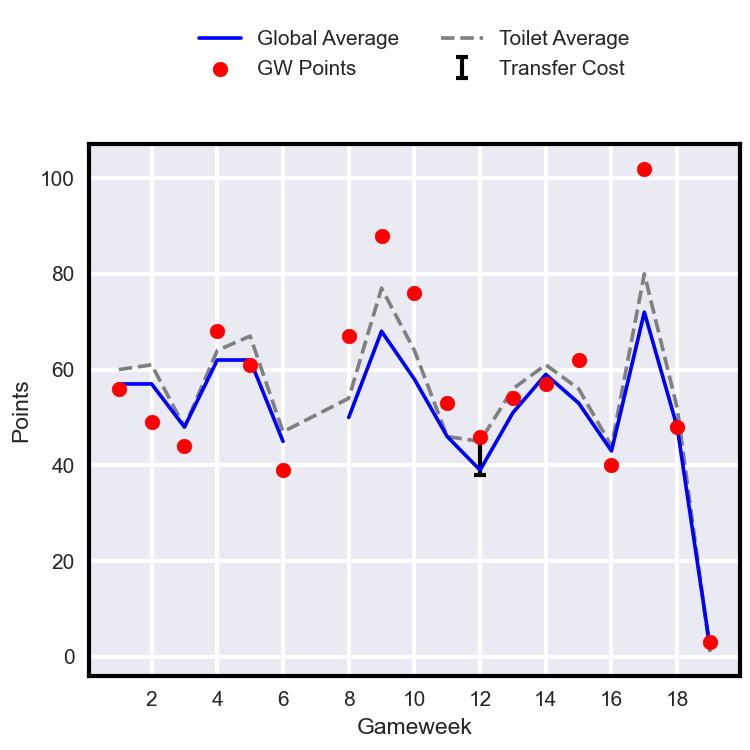 Global Average
Toilet Average
GW Points
Transfer Cost
100
80
60
40
20
0
Points
2 4 6 8 10 12 14 16 18
Gameweek